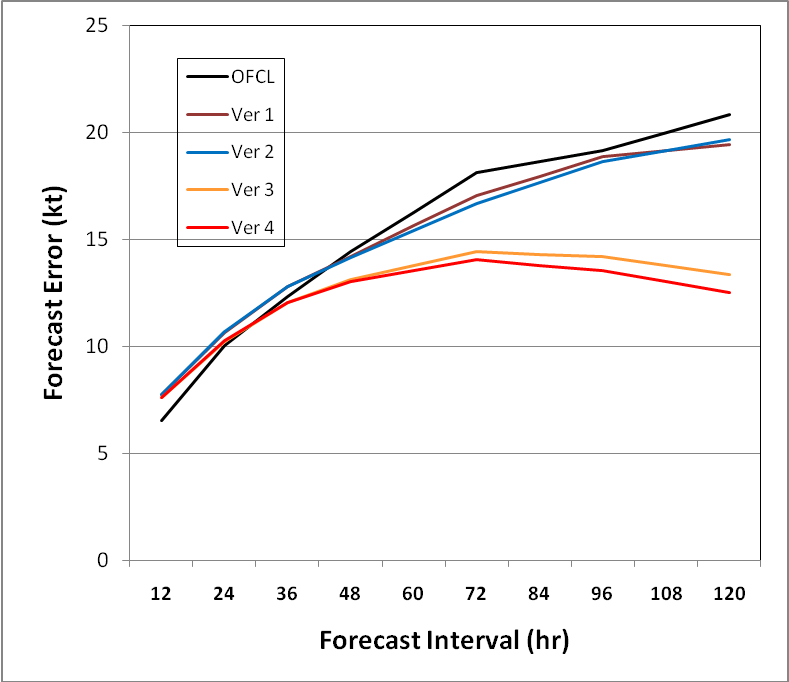 25
20
15
10
5
0
OFCL
Ver 1
Ver 2
Ver 3
Ver 4
Forecast Error (kt)
12 24 36 48 60 72 84 96 108 120
Forecast Interval (hr)